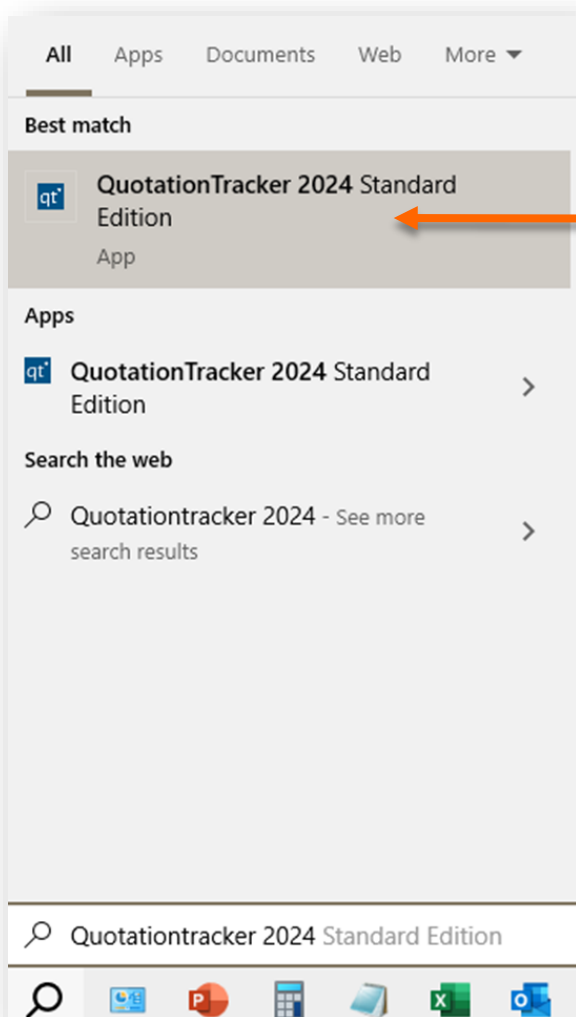 All Apps Documents Web More
Best match
qt
QuotationTracker 2024 Standard
Edition
App
Apps
qt
QuotationTracker 2024 Standard
Edition
Search the web
Quotationtracker 2024 - See more
search results
Quotationtracker 2024 Standard Edition